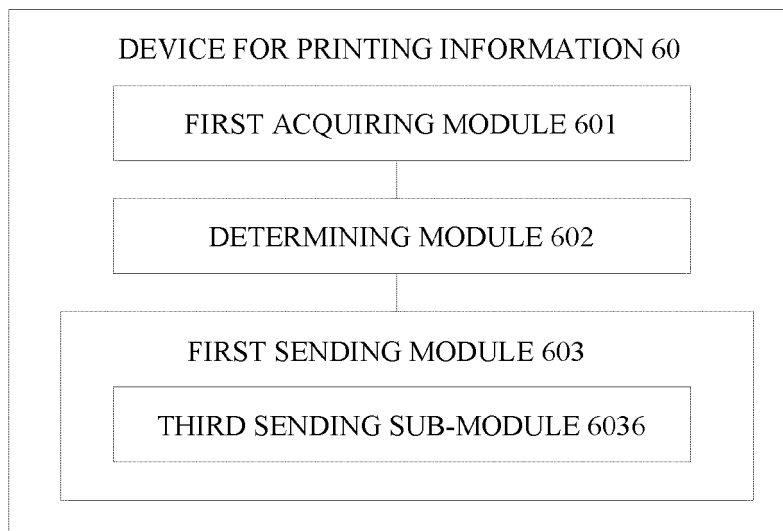 DEVICE FOR PRINTING INFORMATION 60
FIRST ACQUIRING MODULE 601
DETERMINING MODULE 602
FIRST SENDING MODULE 603
THIRD SENDING SUB-MODULE 6036